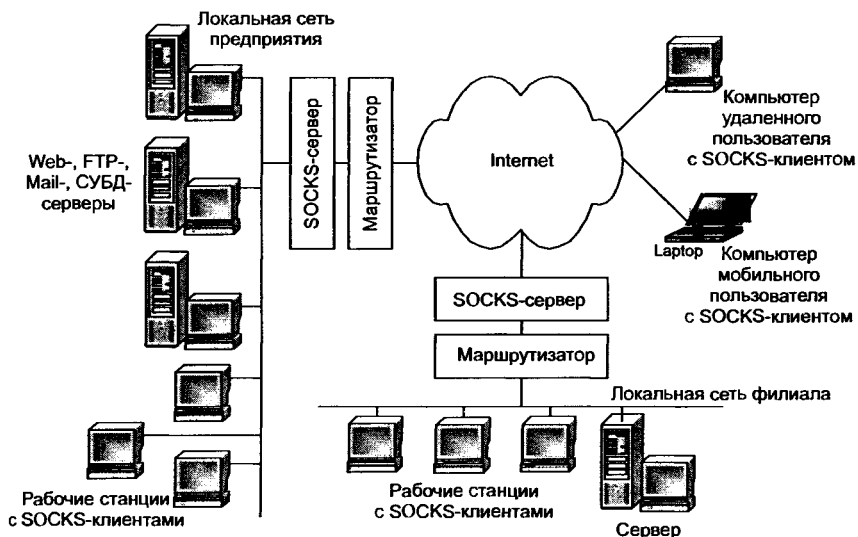 Локальная сеть
предприятия
Web-, FTP-,
Mail-, СУБД-
серверы
SOCKS-сервер
Маршрутизатор
Internet
Компьютер
удаленного
пользователя
с SOCKS-клиентом
Laptop
Компьютер
мобильного
пользователя
с SOCKS-клиентом
SOCKS-сервер
Маршрутизатор
Локальная сеть филиала
Рабочие станции
с SOCKS-клиентами
Рабочие станции
с SOCKS-клиентами
Сервер